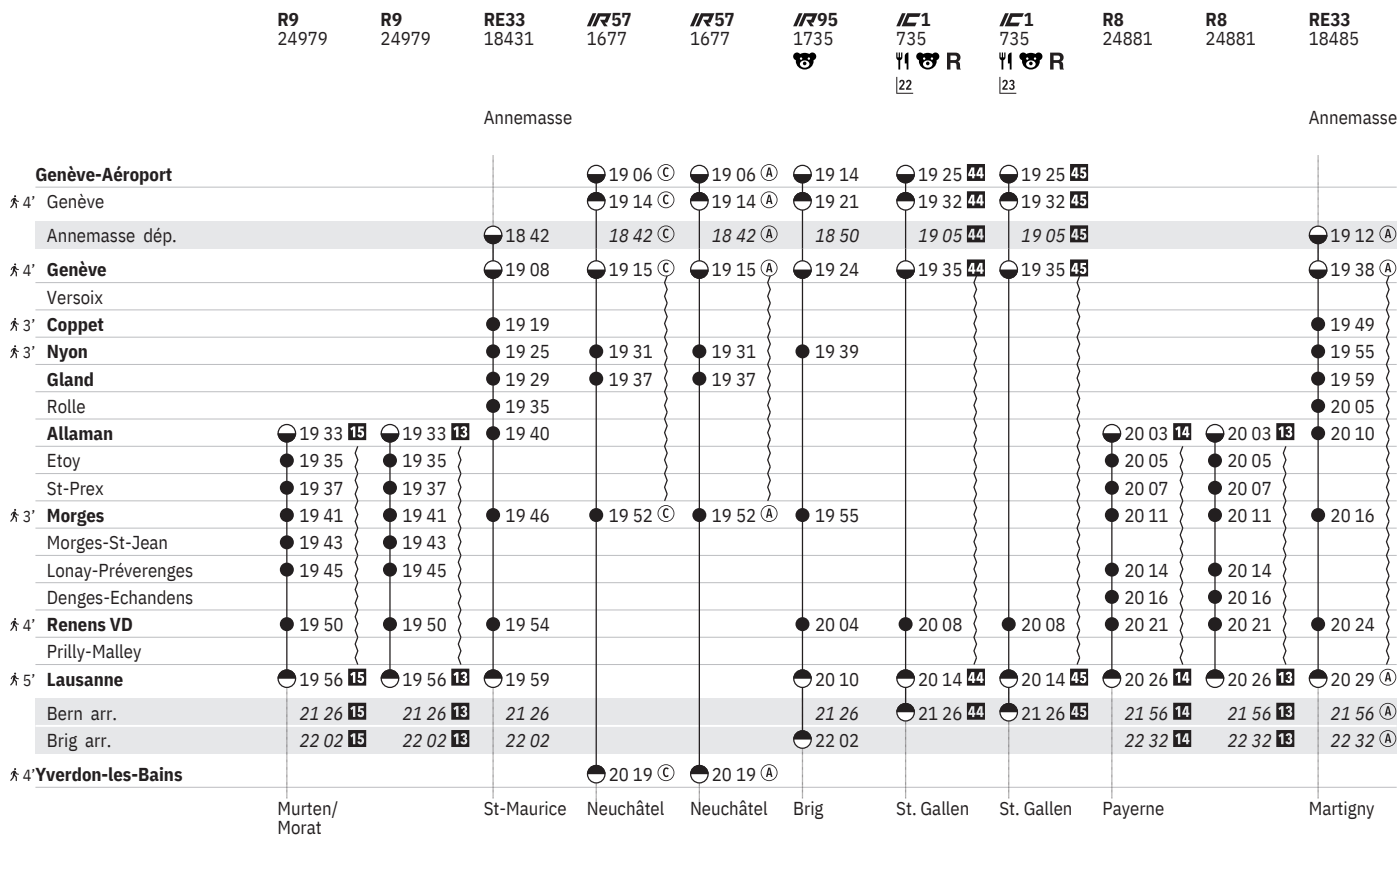 R9 R9 RE33 IR57 IR57 IR95 IC1 IC1 R8 R8 RE33
24979 24979 18431 1677 1677 1735 735 735 24881 24881 18485
R R
22 23
Annemasse Annemasse
Genève-Aéroport 19 06 C 19 06 A 19 14 19 25 44 19 25 45
4’ Genève 19 14 C 19 14 A 19 21 19 32 44 19 32 45
Annemasse dép. 18 42 18 42 C 18 42 A 18 50 19 05 44 19 05 45 19 12 A
4’ Genève 19 08 19 15 C 19 15 A 19 24 19 35 44 19 35 45 19 38 A
Versoix
3’ Coppet 19 19 19 49
3’ Nyon 19 25 19 31 19 31 19 39 19 55
Gland 19 29 19 37 19 37 19 59
Rolle 19 35 20 05
Allaman 19 33 15 19 33 13 19 40 20 03 14 20 03 13 20 10
Etoy 19 35 19 35 20 05 20 05
St-Prex 19 37 19 37 20 07 20 07
3’ Morges 19 41 19 41 19 46 19 52 C 19 52 A 19 55 20 11 20 11 20 16
Morges-St-Jean 19 43 19 43
Lonay-Préverenges 19 45 19 45 20 14 20 14
Denges-Echandens 20 16 20 16
4’ Renens VD 19 50 19 50 19 54 20 04 20 08 20 08 20 21 20 21 20 24
Prilly-Malley
5’ Lausanne 19 56 15 19 56 13 19 59 20 10 20 14 44 20 14 45 20 26 14 20 26 13 20 29 A
Bern arr. 21 26 15 21 26 13 21 26 21 26 21 26 44 21 26 45 21 56 14 21 56 13 21 56 A
Brig arr. 22 02 15 22 02 13 22 02 22 02 22 32 14 22 32 13 22 32 A
4’ Yverdon-les-Bains 20 19 C 20 19 A
Murten/ St-Maurice Neuchâtel Neuchâtel Brig St. Gallen St. Gallen Payerne Martigny
Morat